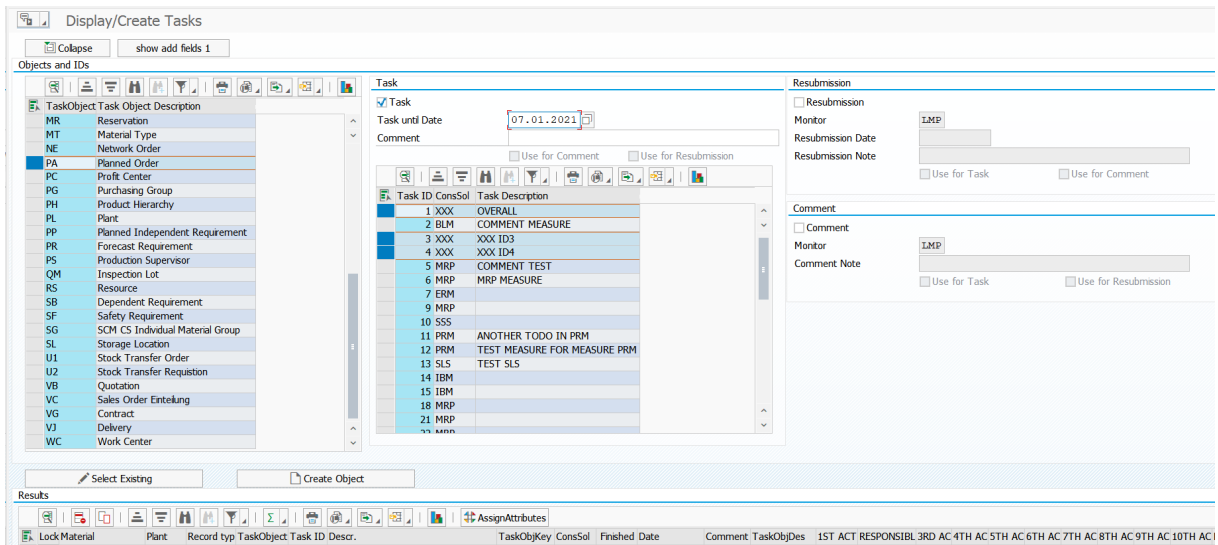 Display/Create Tasks
Collapse show add fields 1
Objects and IDs
TaskObject Task Object Description
MR Reservation
MT Material Type
NE Network Order
PA Planned Order
PC Profit Center
PG Purchasing Group
PH Product Hierarchy
PL Plant
PP Planned Independent Requirement
PR Forecast Requirement
PS Production Supervisor
QM Inspection Lot
RS Resource
SB Dependent Requirement
SF Safety Requirement
SG SCM CS Individual Material Group
SL Storage Location
U1 Stock Transfer Order
U2 Stock Transfer Requistion
VB Quotation
VC Sales Order Einteilung
VG Contract
VJ Delivery
WC Work Center
Task
Task
Task until Date 07.01.2021
Comment
Use for Comment Use for Resubmission
Task ID ConsSol Task Description
1 XXX OVERALL
2 BLM COMMENT MEASURE
3 XXX XXX ID3
4 XXX XXX ID4
5 MRP COMMENT TEST
6 MRP MRP MEASURE
7 ERM
9 MRP
10 SSS
11 PRM ANOTHER TODO IN PRM
12 PRM TEST MEASURE FOR MEASURE PRM
13 SLS TEST SLS
14 IBM
15 IBM
18 MRP
21 MRP
22 MRP
Resubmission
Resubmission
Monitor LMP
Resubmission Date
Resubmission Note
Use for Task Use for Comment
Comment
Comment
Monitor LMP
Comment Note
Use for Task Use for Resubmission
Select Existing Create Object
Results
AssignAttributes
Lock Material Plant Record typ TaskObject Task ID Descr. TaskObjKey ConsSol Finished Date Comment TaskObjDes 1ST ACT RESPONSIBL 3RD AC 4TH AC 5TH AC 6TH AC 7TH AC 8TH AC 9TH AC 10TH AC